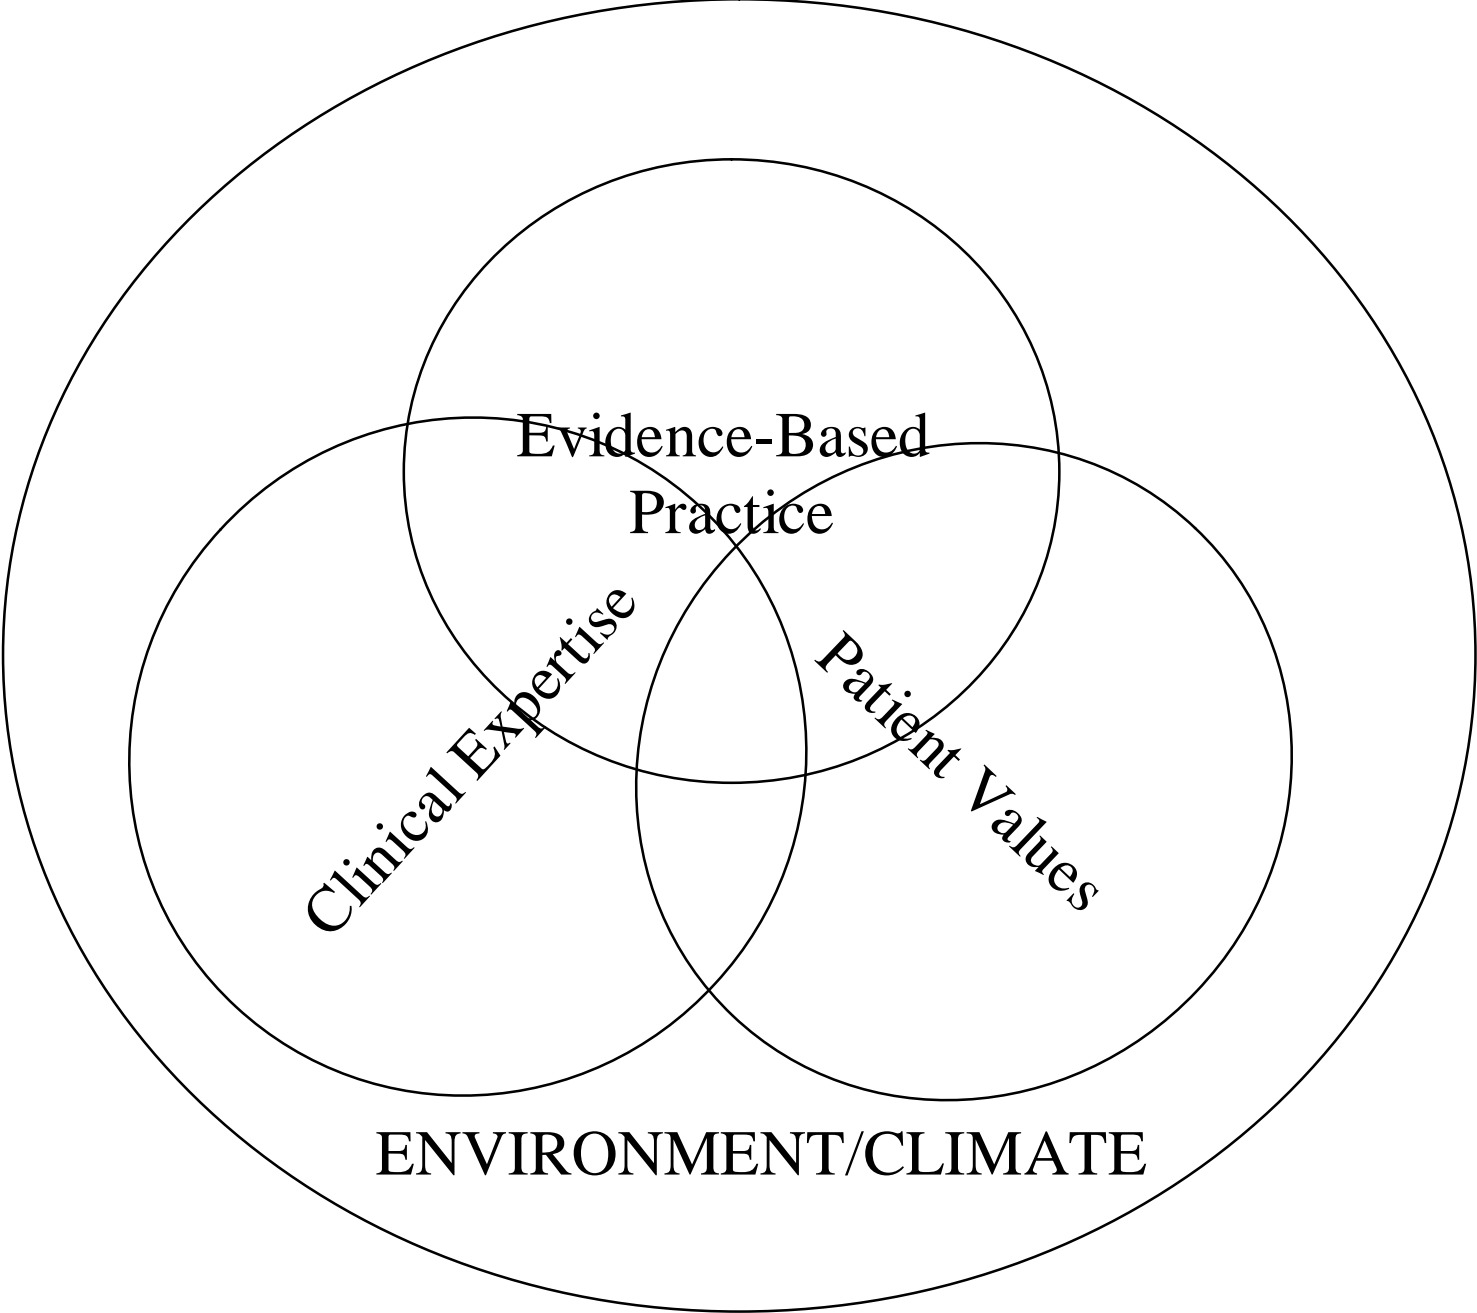 Evidence-Based
Practice
Clinical Expertise
Patient Values
ENVIRONMENT/CLIMATE